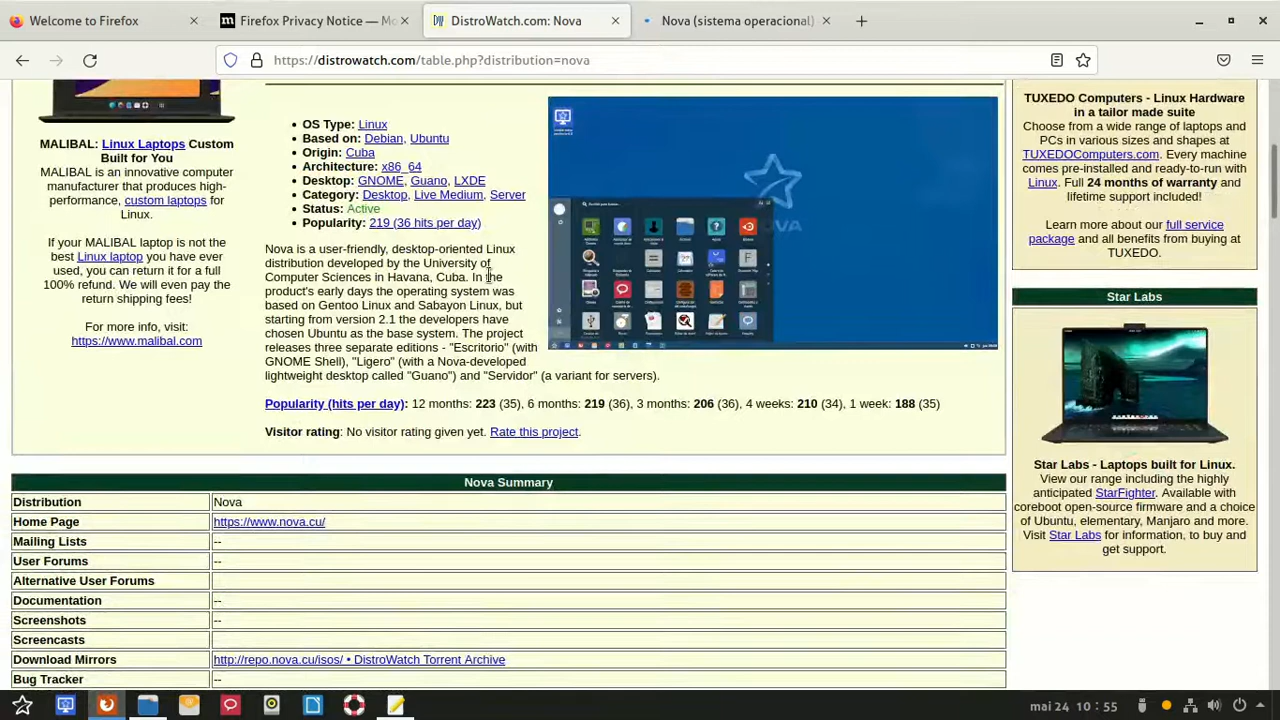 Welcome to Firefox
Firefox Privacy Notice — Mo
DistroWatch.com: Nova
Nova (sistema operacional)
https://distrowatch.com/table.php?distribution=nova
MALIBAL: Linux Laptops Custom
Built for You
MALIBAL is an innovative computer
manufacturer that produces high-
performance, custom laptops for
Linux.
If your MALIBAL laptop is not the
best Linux laptop you have ever
used, you can return it for a full
100% refund. We will even pay the
return shipping fees!
For more info, visit:
https://www.malibal.com
• OS Type: Linux
• Based on: Debian, Ubuntu
• Origin: Cuba
• Architecture: x86_64
• Desktop: GNOME, Guano, LXDE
• Category: Desktop, Live Medium, Server
• Status: Active
• Popularity: 219 (36 hits per day)
Nova is a user-friendly, desktop-oriented Linux
distribution developed by the University of
Computer Sciences in Havana, Cuba. In the
product's early days the operating system was
based on Gentoo Linux and Sabayon Linux, but
starting from version 2.1 the developers have
chosen Ubuntu as the base system. The project
releases three separate editions - "Escritorio" (with
GNOME Shell), "Ligero" (with a Nova-developed
lightweight desktop called "Guano") and "Servidor" (a variant for servers).
NOVA
Popularity (hits per day): 12 months: 223 (35), 6 months: 219 (36), 3 months: 206 (36), 4 weeks: 210 (34), 1 week: 188 (35)
Visitor rating: No visitor rating given yet. Rate this project.
Nova Summary
Distribution Nova
Home Page https://www.nova.cu/
Mailing Lists --
User Forums --
Alternative User Forums
Documentation --
Screenshots --
Screencasts
Download Mirrors http://repo.nova.cu/isos/ • DistroWatch Torrent Archive
Bug Tracker --
TUXEDO Computers - Linux Hardware
in a tailor made suite
Choose from a wide range of laptops and
PCs in various sizes and shapes at
TUXEDOComputers.com. Every machine
comes pre-installed and ready-to-run with
Linux. Full 24 months of warranty and
lifetime support included!
Learn more about our full service
package and all benefits from buying at
TUXEDO.
Star Labs
Star Labs - Laptops built for Linux.
View our range including the highly
anticipated StarFighter. Available with
coreboot open-source firmware and a choice
of Ubuntu, elementary, Manjaro and more.
Visit Star Labs for information, to buy and
get support.
mai 24 10:55